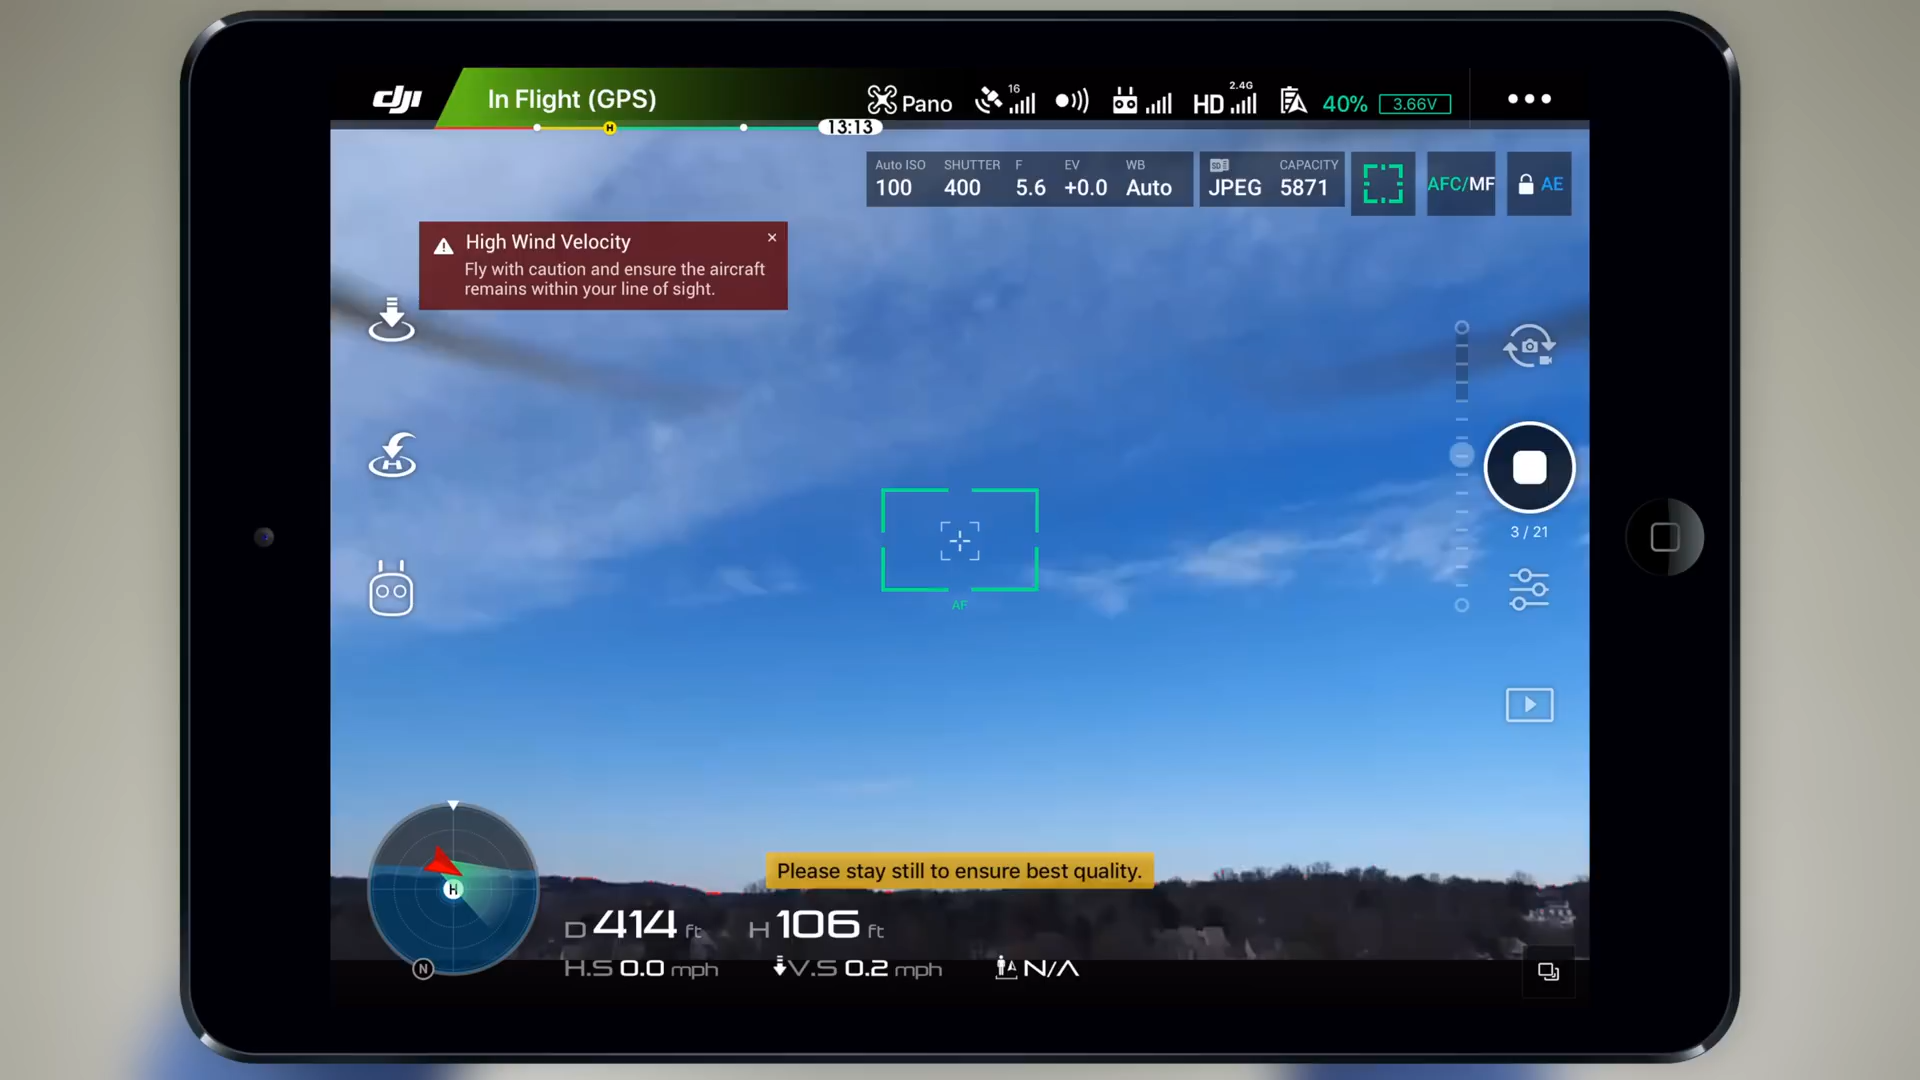 dji
In Flight (GPS)
Pano
16
HD
2.4G
40%
3.66V
H
13:13
Auto ISO
100
SHUTTER
400
F
5.6
EV
+0.0
WB
Auto
SD
JPEG
CAPACITY
5871
AFC/MF
AE
High Wind Velocity
Fly with caution and ensure the aircraft
remains within your line of sight.
H
AF
3 / 21
Please stay still to ensure best quality.
H
N
D 414 ft
H 106 ft
H.S 0.0 mph
V.S 0.2 mph
N/A